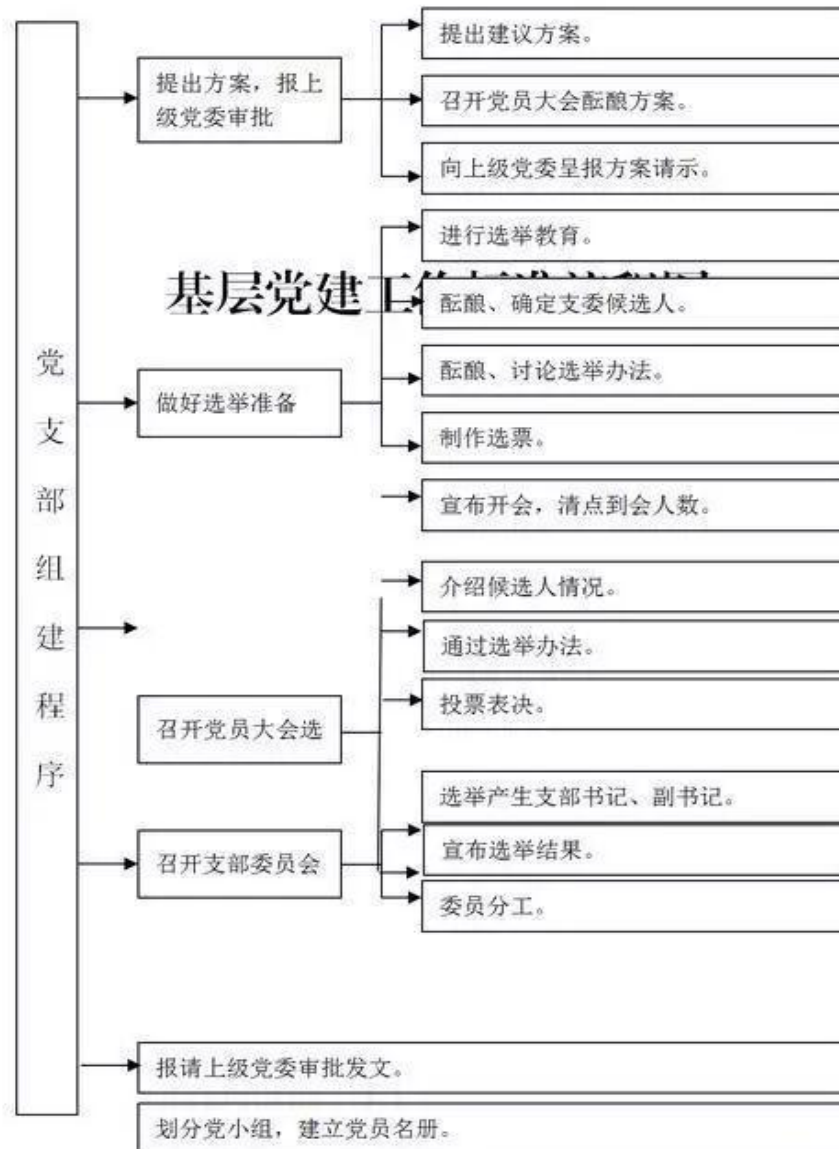 党支部组建程序
提出方案，报上
级党委审批
提出建议方案。
召开党员大会酝酿方案。
向上级党委呈报方案请示。
基层党建工
做好选举准备
进行选举教育。
酝酿、确定支委候选人。
酝酿、讨论选举办法。
制作选票。
召开党员大会选
宣布开会，清点到会人数。
介绍候选人情况。
通过选举办法。
投票表决。
召开支部委员会
选举产生支部书记、副书记。
宣布选举结果。
委员分工。
报请上级党委审批发文。
划分党小组，建立党员名册。